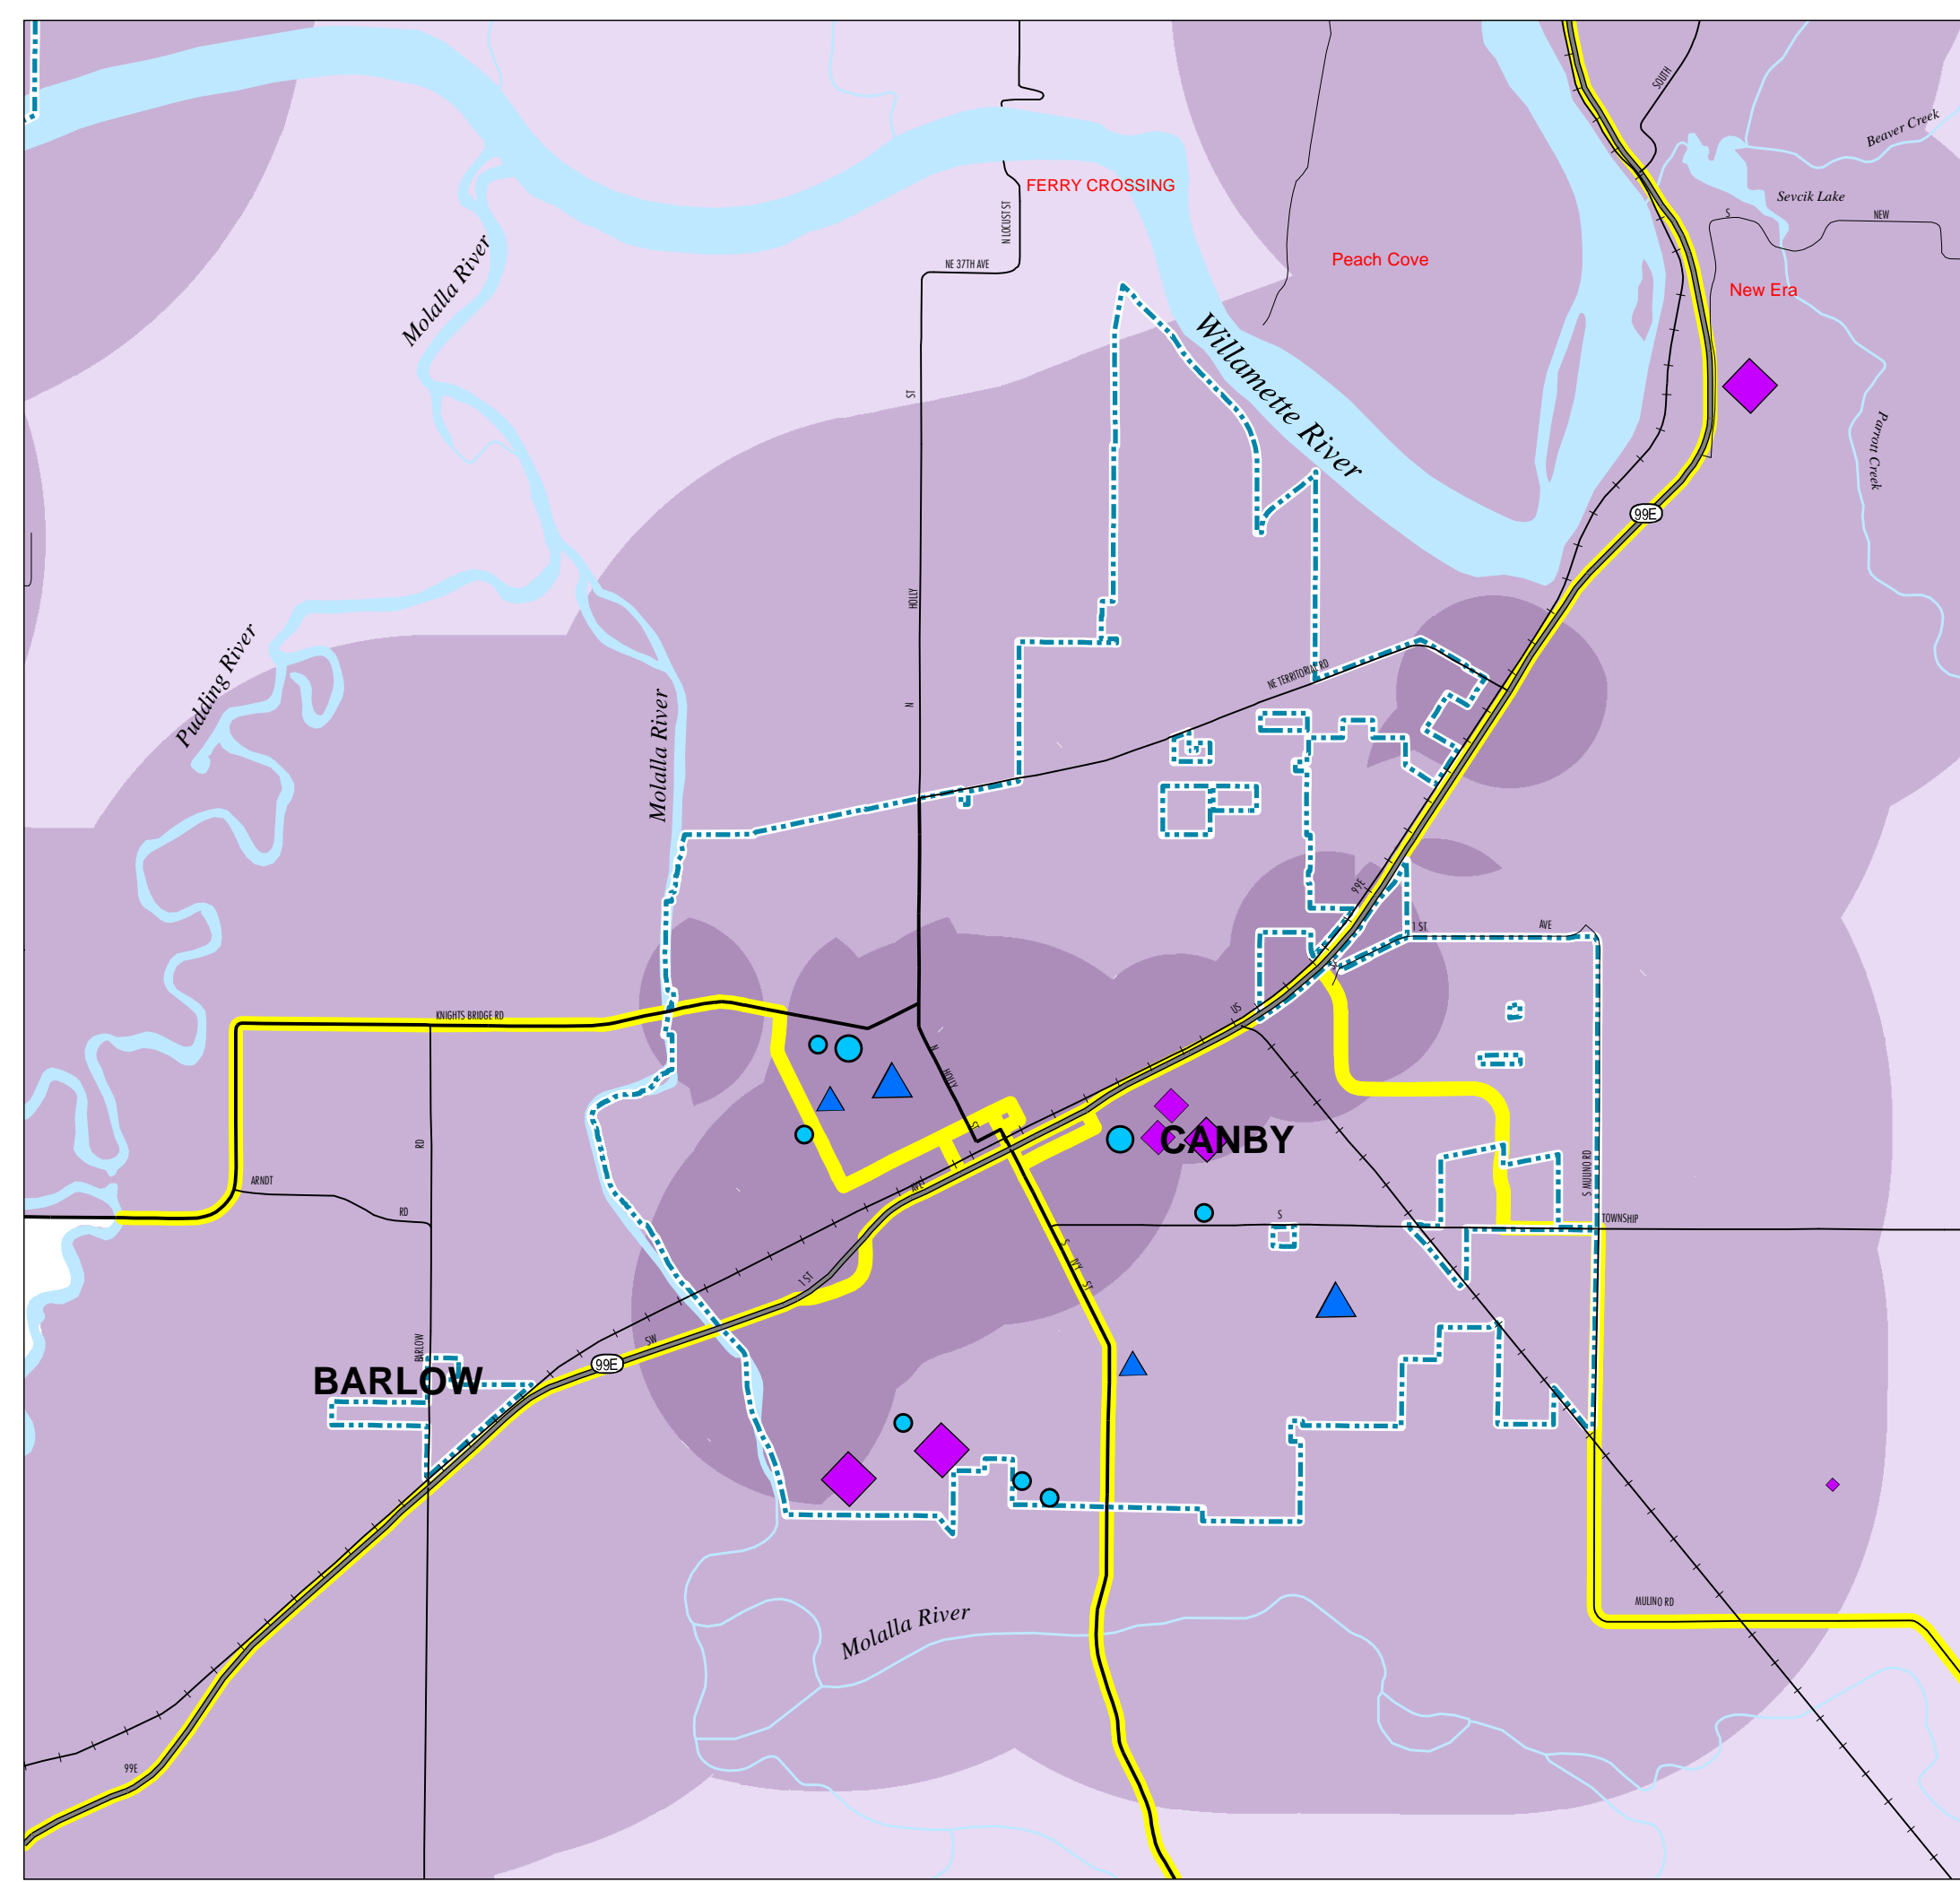 SOUTH
Beaver Creek
FERRY CROSSING
Sevcik Lake
S
NEW
N LOCUST ST
Molalla River
NE 37TH AVE
Peach Cove
New Era
Willamette River
ST
Parrott Creek
99E
HOLLY
Pudding River
NE TERRITORIAL RD
Molalla River
N
99E
1 ST
AVE
KNIGHTS BRIDGE RD
US
N
HOLLY
ST
CANBY
RD
S MULINO RD
ARNDT
AVE
RD
S
TOWNSHIP
S
IVY
ST
1 ST
SW
BARLOW
99E
BARLOW
MULINO RD
Molalla River
99E